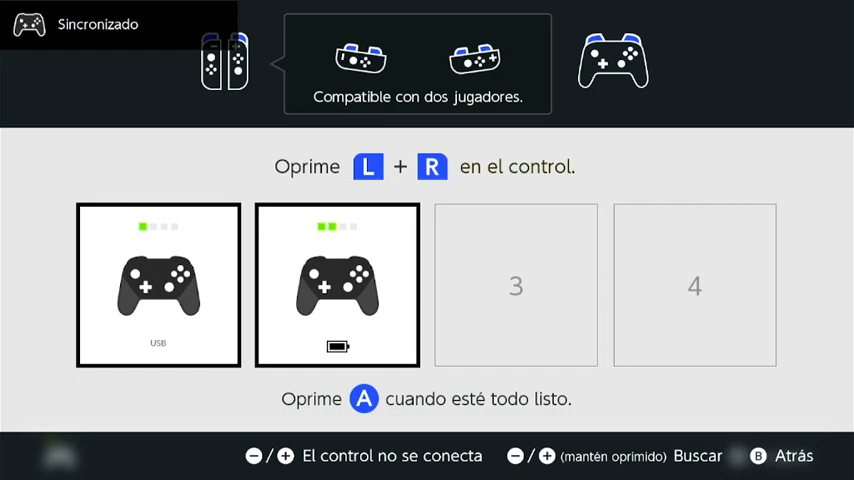 Sincronizado
Compatible con dos jugadores.
Oprime L + R en el control.
USB
3
4
Oprime A cuando esté todo listo.
−/+ El control no se conecta −/+ (mantén oprimido) Buscar B Atrás